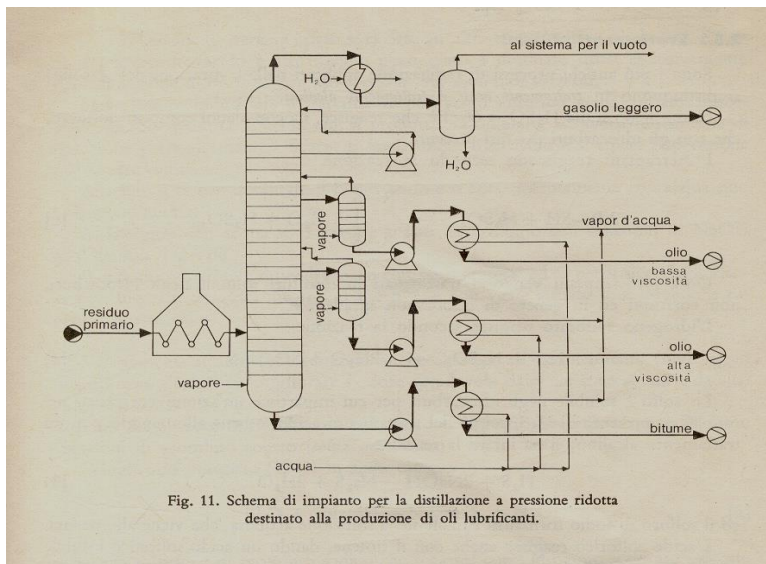 al sistema per il vuoto
H₂O
gasolio leggero
H₂O
vapore
vapor d'acqua
olio
bassa
viscosità
vapore
residuo
primario
olio
alta
viscosità
vapore
bitume
acqua
Fig. 11. Schema di impianto per la distillazione a pressione ridotta
destinato alla produzione di oli lubrificanti.